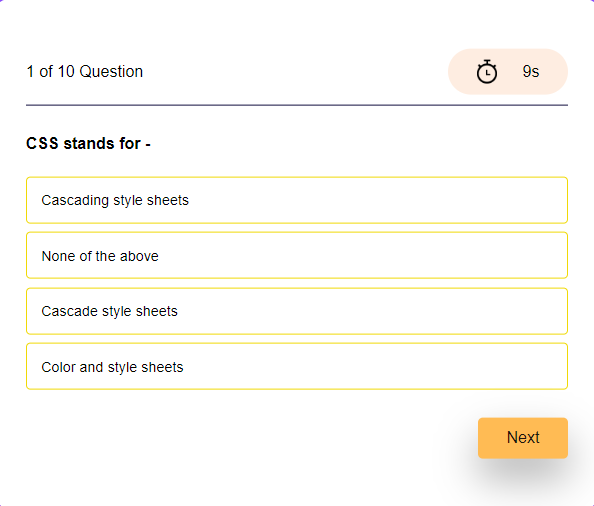 1 of 10 Question
9s
CSS stands for -
Cascading style sheets
None of the above
Cascade style sheets
Color and style sheets
Next